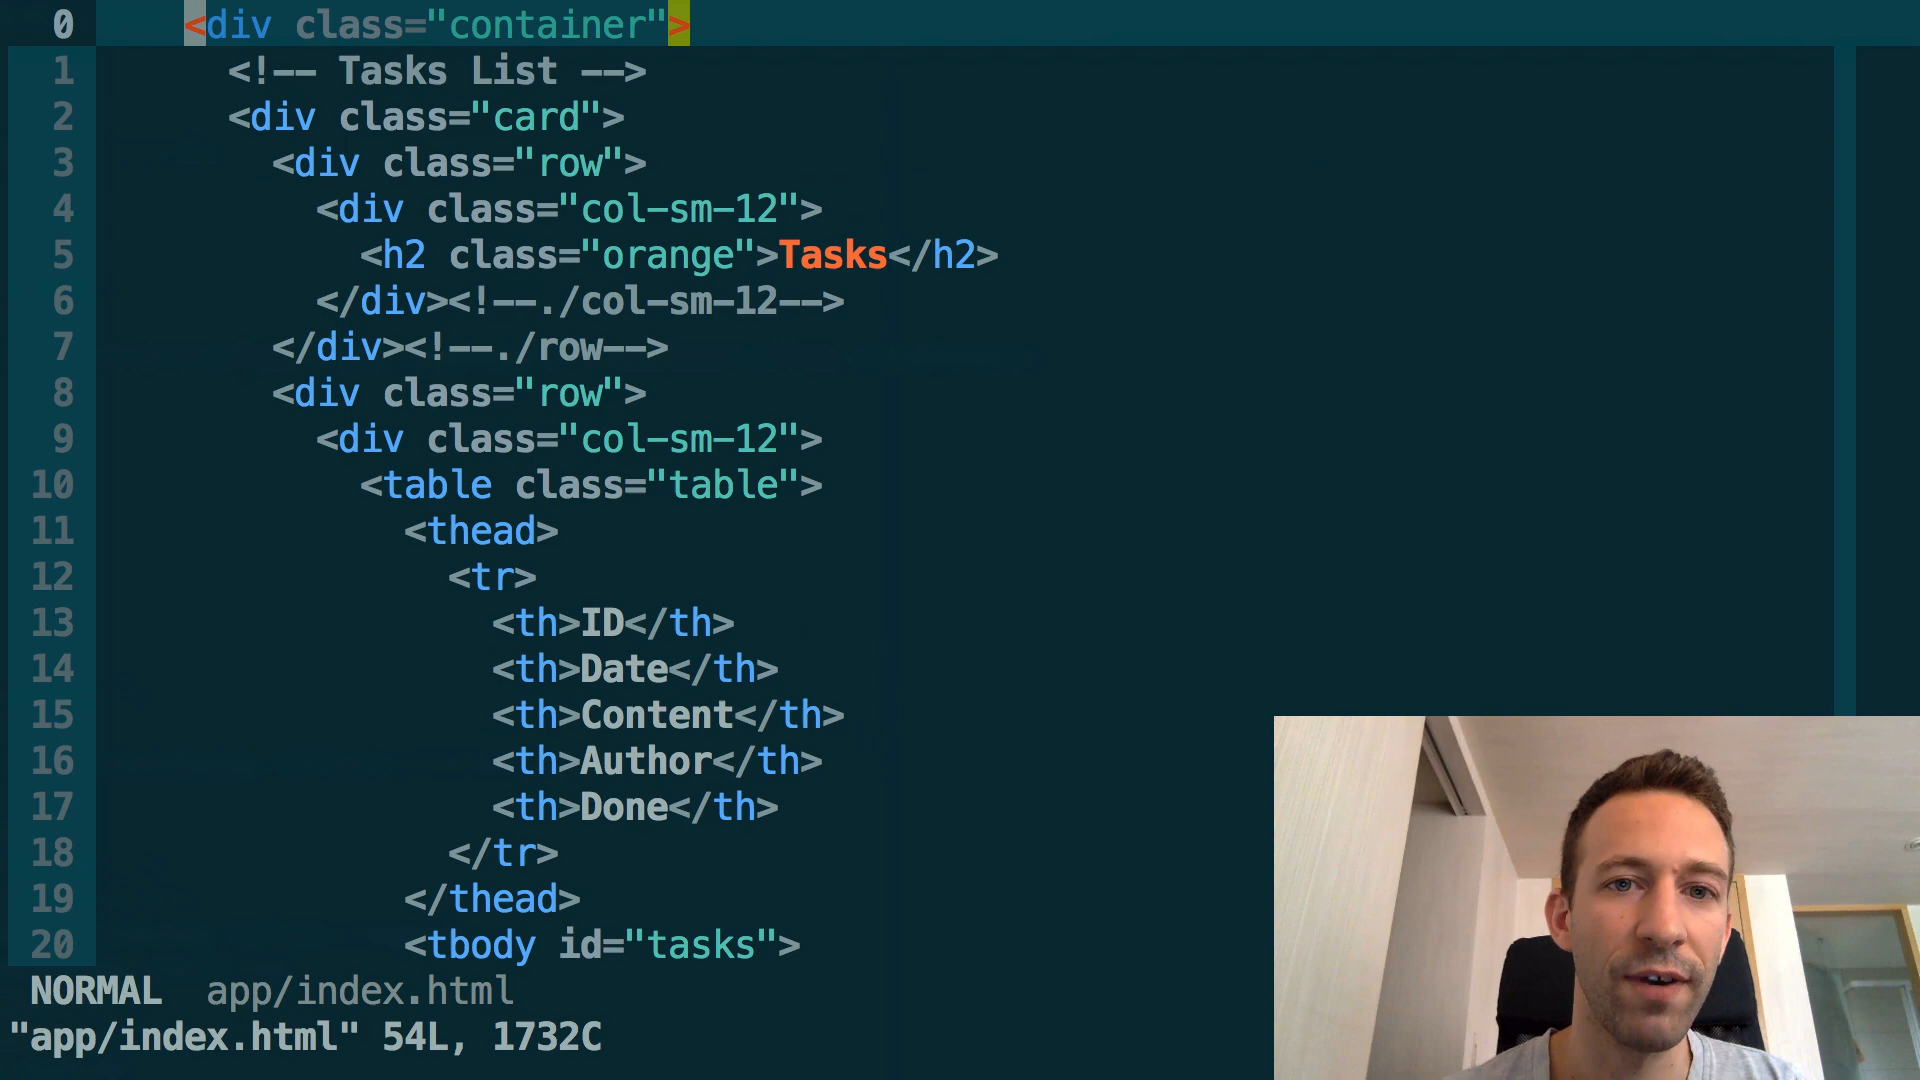 0 <div class="container">
1 <!-- Tasks List -->
2 <div class="card">
3 <div class="row">
4 <div class="col-sm-12">
5 <h2 class="orange">Tasks</h2>
6 </div><!--./col-sm-12-->
7 </div><!--./row-->
8 <div class="row">
9 <div class="col-sm-12">
10 <table class="table">
11 <thead>
12 <tr>
13 <th>ID</th>
14 <th>Date</th>
15 <th>Content</th>
16 <th>Author</th>
17 <th>Done</th>
18 </tr>
19 </thead>
20 <tbody id="tasks">
NORMAL app/index.html
"app/index.html" 54L, 1732C